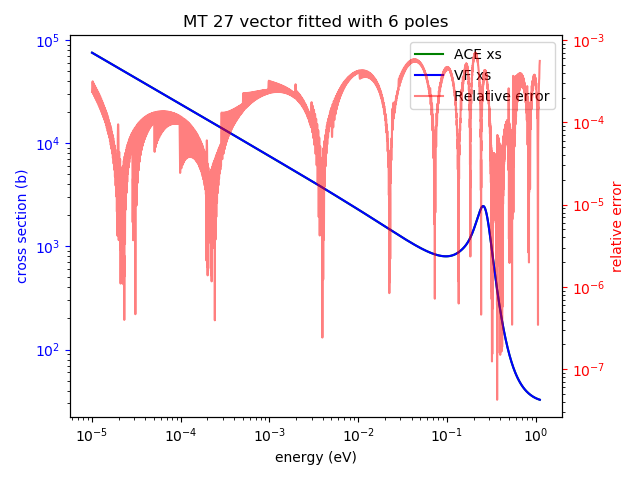 MT 27 vector fitted with 6 poles
ACE xs
VF xs
Relative error
cross section (b)
10^5
10^4
10^3
10^2
10^-3
10^-4
10^-5
10^-6
10^-7
relative error
10^-5 10^-4 10^-3 10^-2 10^-1 10^0
energy (eV)